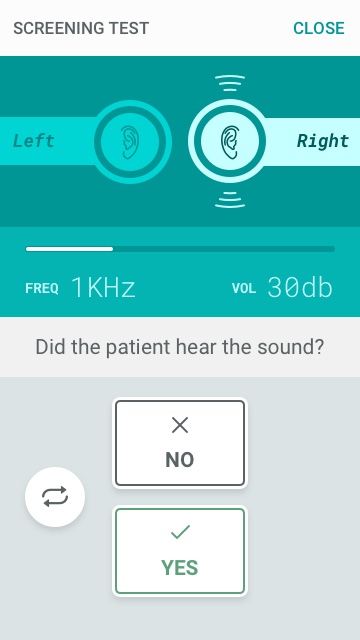 SCREENING TEST
CLOSE
Left
Right
FREQ 1KHz
VOL 30db
Did the patient hear the sound?
NO
YES